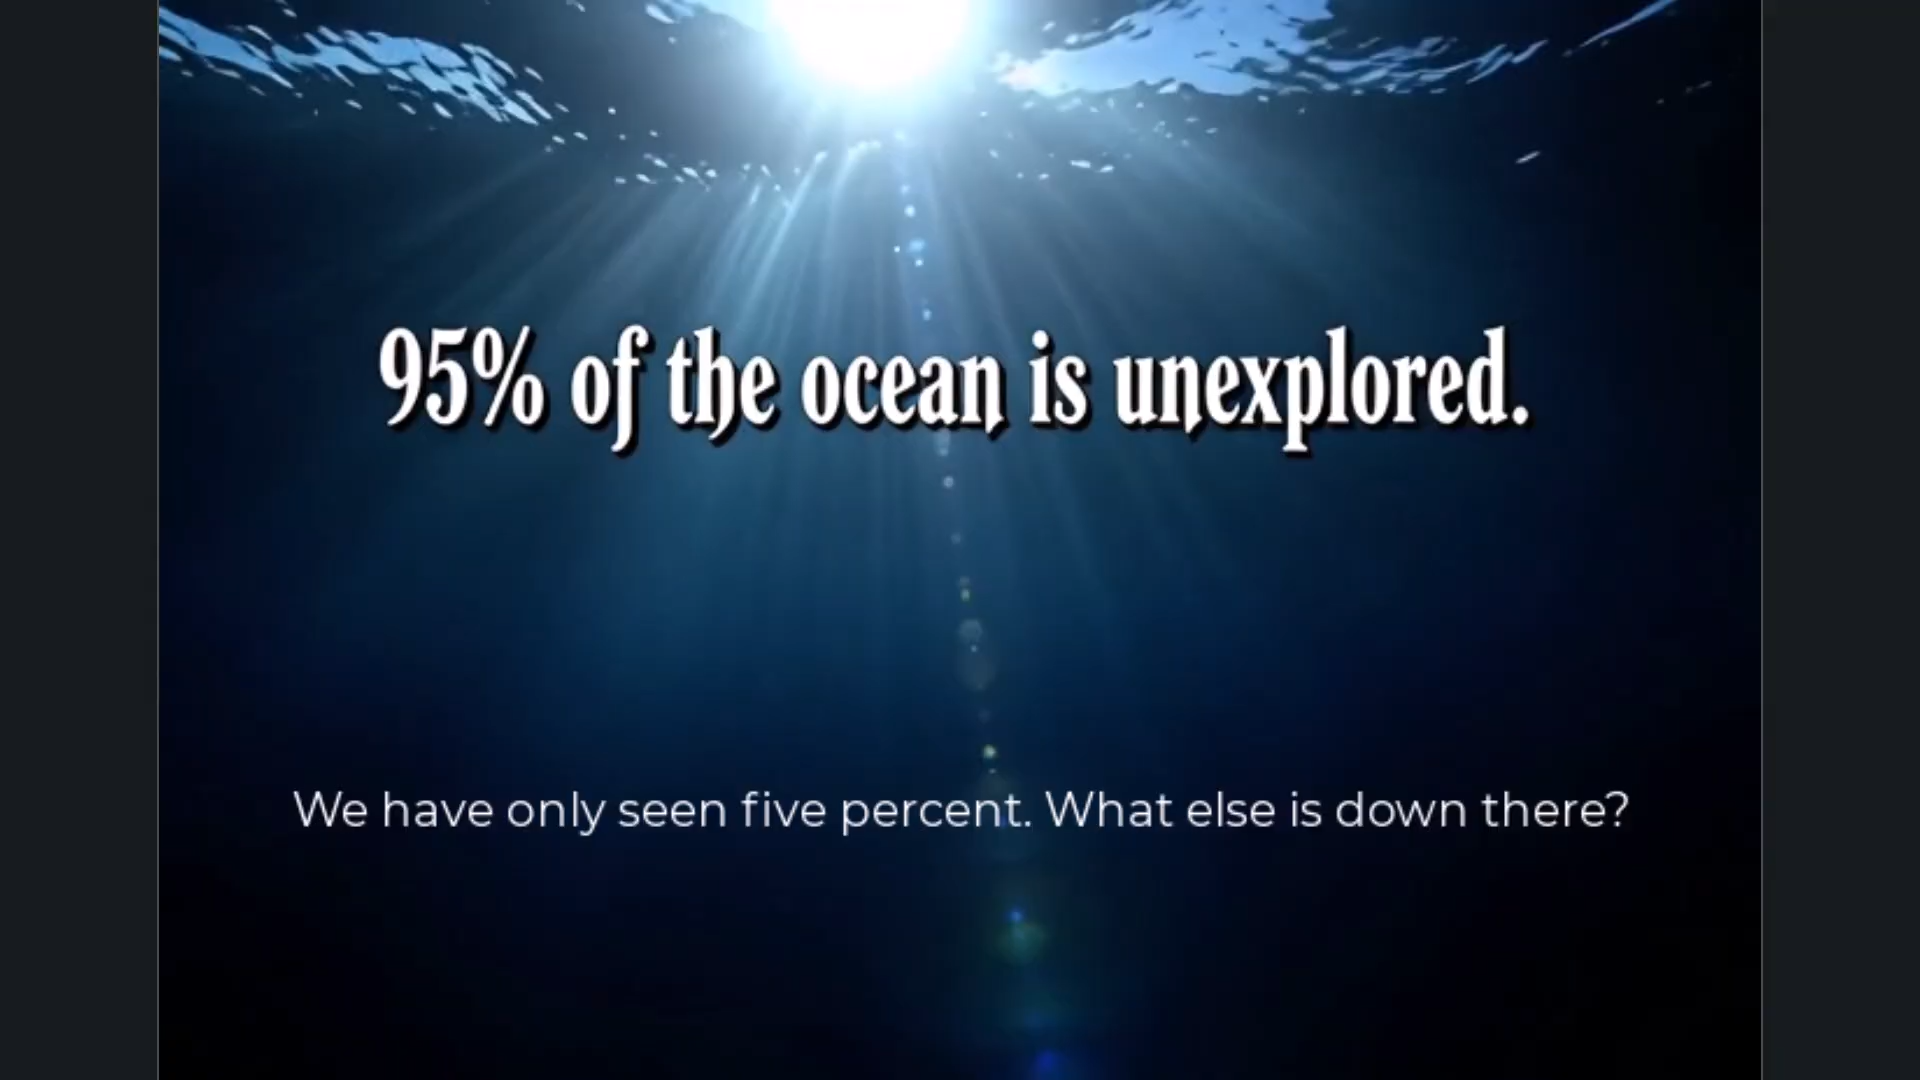 95% of the ocean is unexplored.
We have only seen five percent. What else is down there?